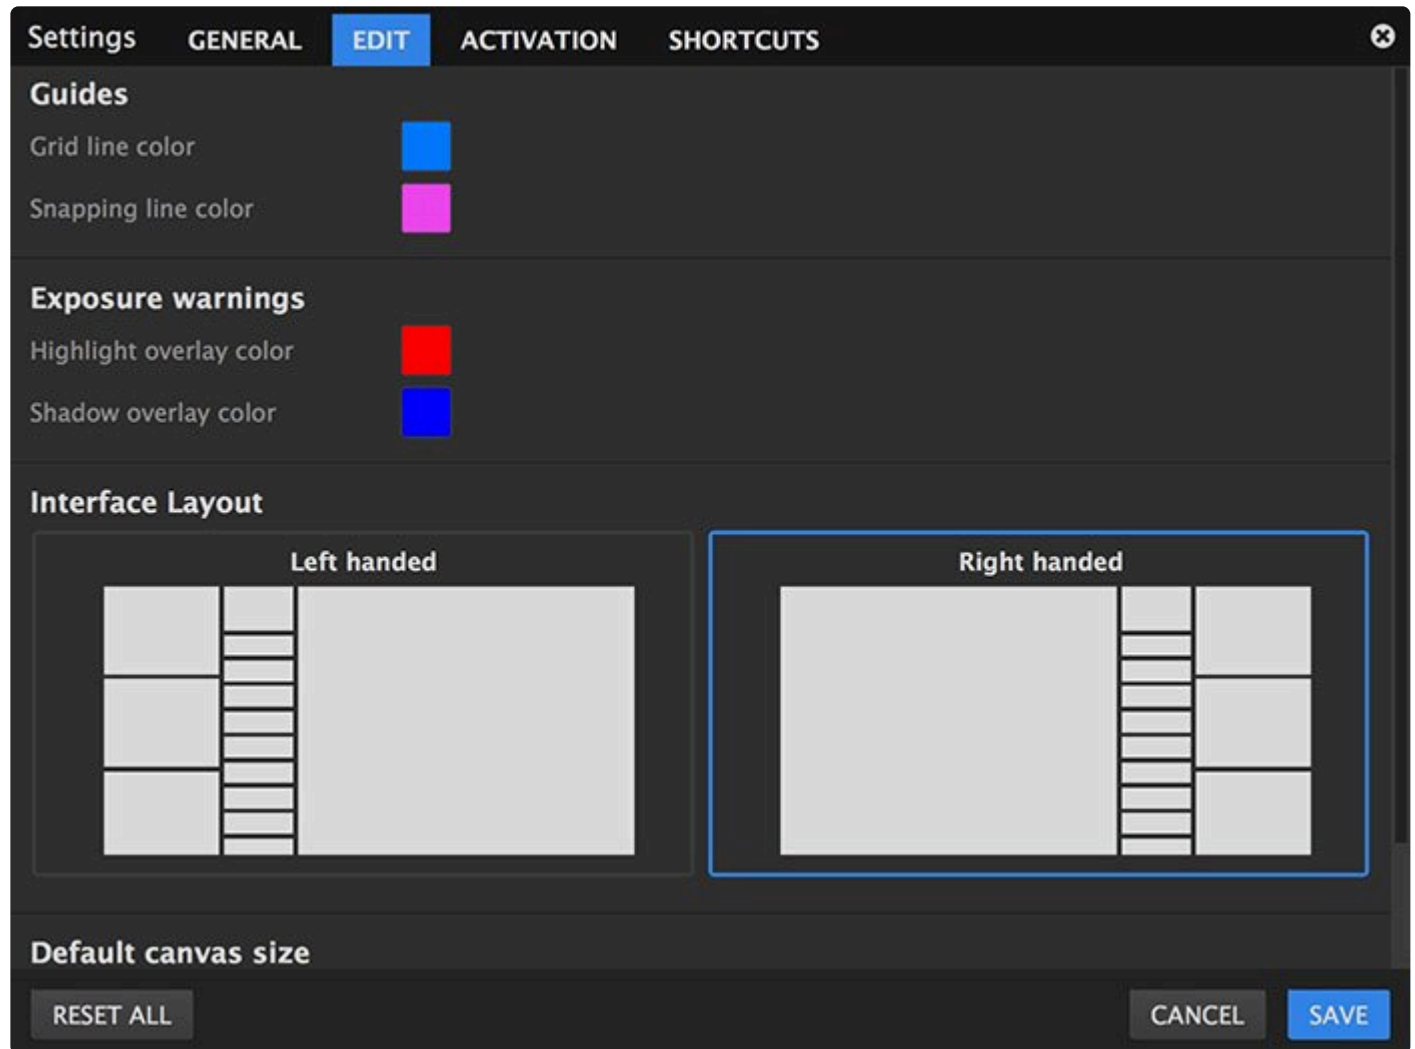 Settings GENERAL EDIT ACTIVATION SHORTCUTS
Guides
Grid line color
Snapping line color
Exposure warnings
Highlight overlay color
Shadow overlay color
Interface Layout
Left handed
Right handed
Default canvas size
RESET ALL CANCEL SAVE